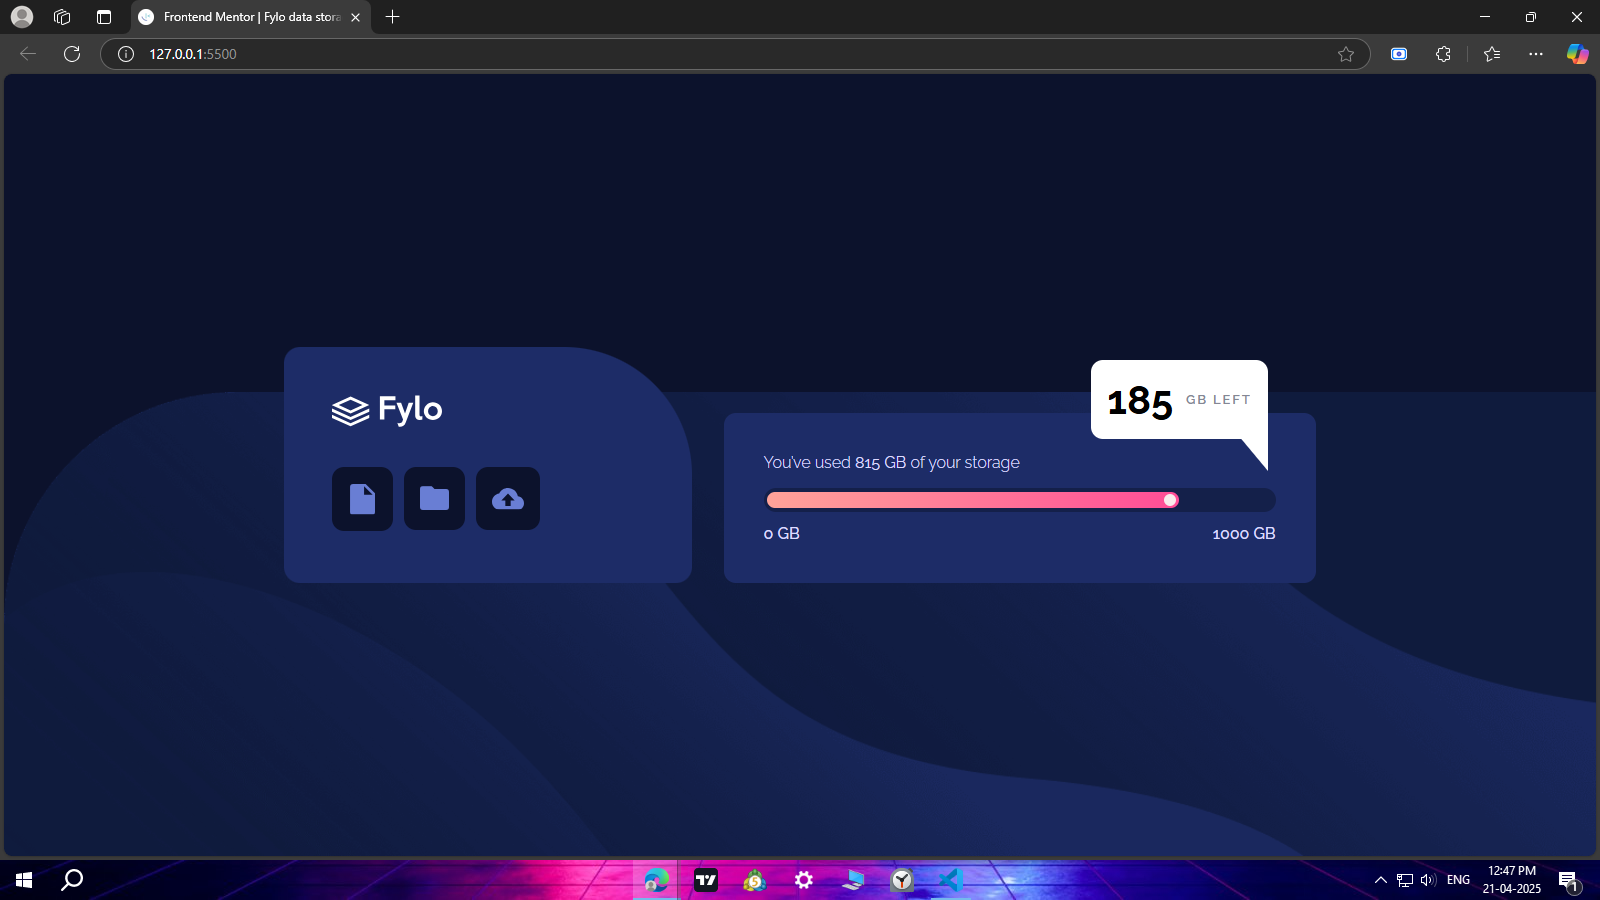 Frontend Mentor | Fylo data stora
127.0.0.1:5500
Fylo
185 GB LEFT
You've used 815 GB of your storage
0 GB
1000 GB
ENG
12:47 PM
21-04-2025
1